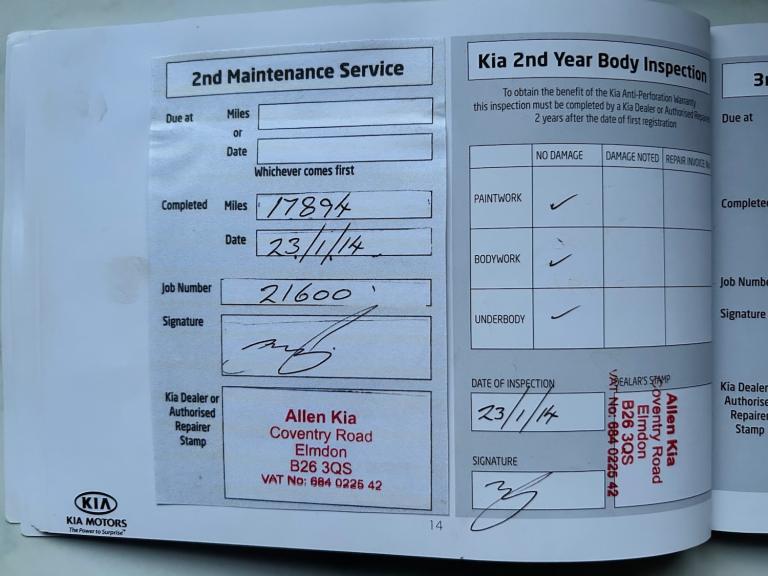 2nd Maintenance Service
Due at
Miles
or
Date
Whichever comes first
Completed
Miles
17894
Date
23/1/14
Job Number
21600
Signature
Kia Dealer or
Authorised
Repairer
Stamp
Allen Kia
Coventry Road
Elmdon
B26 3QS
VAT No: 684 0225 42
KIA
KIA MOTORS
The Power to Surprise™
14
Kia 2nd Year Body Inspection
To obtain the benefit of the Kia Anti-Perforation Warranty
this inspection must be completed by a Kia Dealer or Authorised Repairer
2 years after the date of first registration
NO DAMAGE
DAMAGE NOTED
REPAIR INVOICE
PAINTWORK
BODYWORK
UNDERBODY
DATE OF INSPECTION
23/1/14
DEALAR'S STAMP
Allen Kia
Coventry Road
Elmdon
B26 3QS
VAT No: 684 0225 42
SIGNATURE
Due at
Job
Signature
Kia Dealer